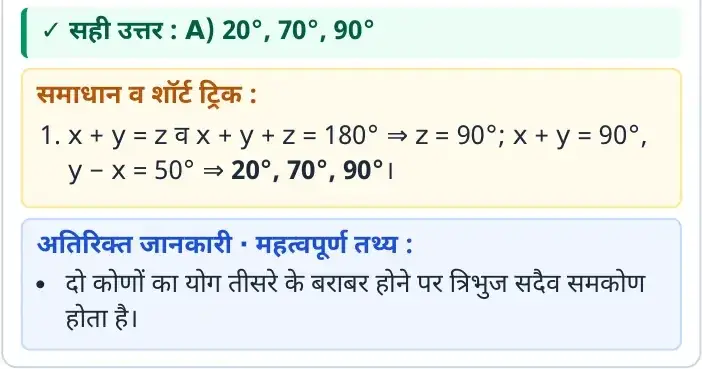 ✓ सही उत्तर : A) 20°, 70°, 90°
समाधान व शॉर्ट ट्रिक :
1. x + y = z व x + y + z = 180° ⇒ z = 90°; x + y = 90°,
y − x = 50° ⇒ 20°, 70°, 90°।
अतिरिक्त जानकारी · महत्वपूर्ण तथ्य :
• दो कोणों का योग तीसरे के बराबर होने पर त्रिभुज सदैव समकोण
होता है।